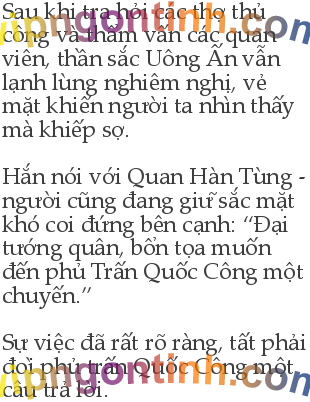 Sau khi tra hỏi các thợ thủ
công và thẩm vấn các quan
viên, thần sắc Uông Ấn vẫn
lạnh lùng nghiêm nghị, vẻ
mặt khiến người ta nhìn thấy
mà khiếp sợ.
Hắn nói với Quan Hàn Tùng -
người cũng đang giữ sắc mặt
khó coi đứng bên cạnh: “Đại
tướng quân, bổn tọa muốn
đến phủ Trấn Quốc Công một
chuyến.”
Sự việc đã rất rõ ràng, tất phải
đòi phủ trấn Quốc Công một
câu trả lời.
vipngontinh.com
vipngontinh.com